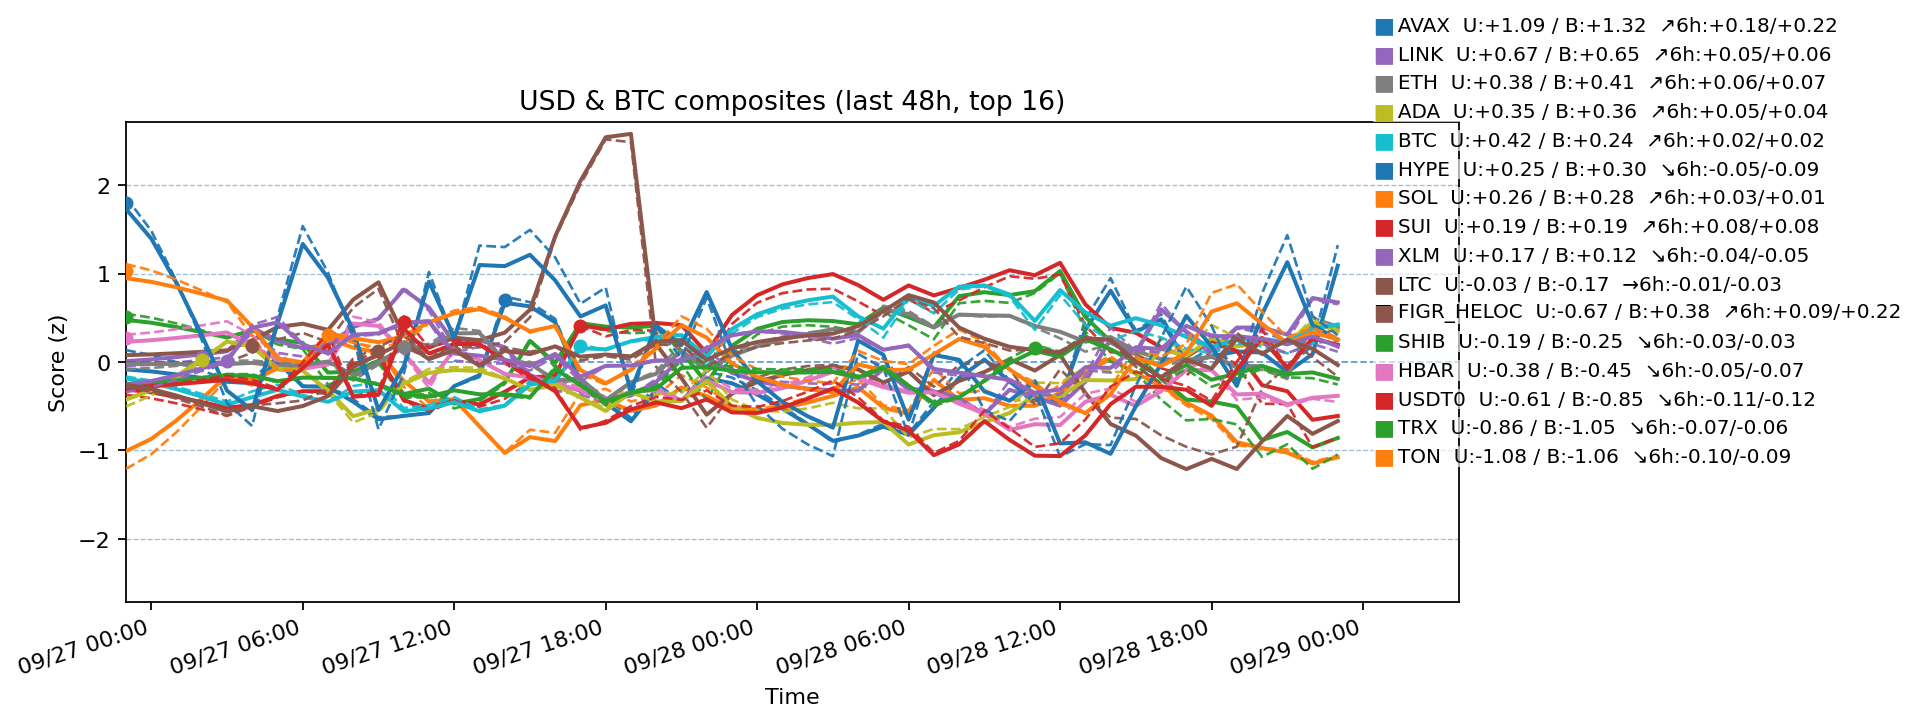 AVAX  U:+1.09 / B:+1.32  ↗6h:+0.18/+0.22
LINK  U:+0.67 / B:+0.65  ↗6h:+0.05/+0.06
ETH  U:+0.38 / B:+0.41  ↗6h:+0.06/+0.07
ADA  U:+0.35 / B:+0.36  ↗6h:+0.05/+0.04
BTC  U:+0.42 / B:+0.24  ↗6h:+0.02/+0.02
HYPE  U:+0.25 / B:+0.30  ↘6h:-0.05/-0.09
SOL  U:+0.26 / B:+0.28  ↗6h:+0.03/+0.01
SUI  U:+0.19 / B:+0.19  ↗6h:+0.08/+0.08
XLM  U:+0.17 / B:+0.12  ↘6h:-0.04/-0.05
LTC  U:-0.03 / B:-0.17  →6h:-0.01/-0.03
FIGR_HELOC  U:-0.67 / B:+0.38  ↗6h:+0.09/+0.22
SHIB  U:-0.19 / B:-0.25  ↘6h:-0.03/-0.03
HBAR  U:-0.38 / B:-0.45  ↘6h:-0.05/-0.07
USDT0  U:-0.61 / B:-0.85  ↘6h:-0.11/-0.12
TRX  U:-0.86 / B:-1.05  ↘6h:-0.07/-0.06
TON  U:-1.08 / B:-1.06  ↘6h:-0.10/-0.09
USD & BTC composites (last 48h, top 16)
Score (z)
2
1
0
−1
−2
09/27 00:00
09/27 06:00
09/27 12:00
09/27 18:00
09/28 00:00
09/28 06:00
09/28 12:00
09/28 18:00
09/29 00:00
Time